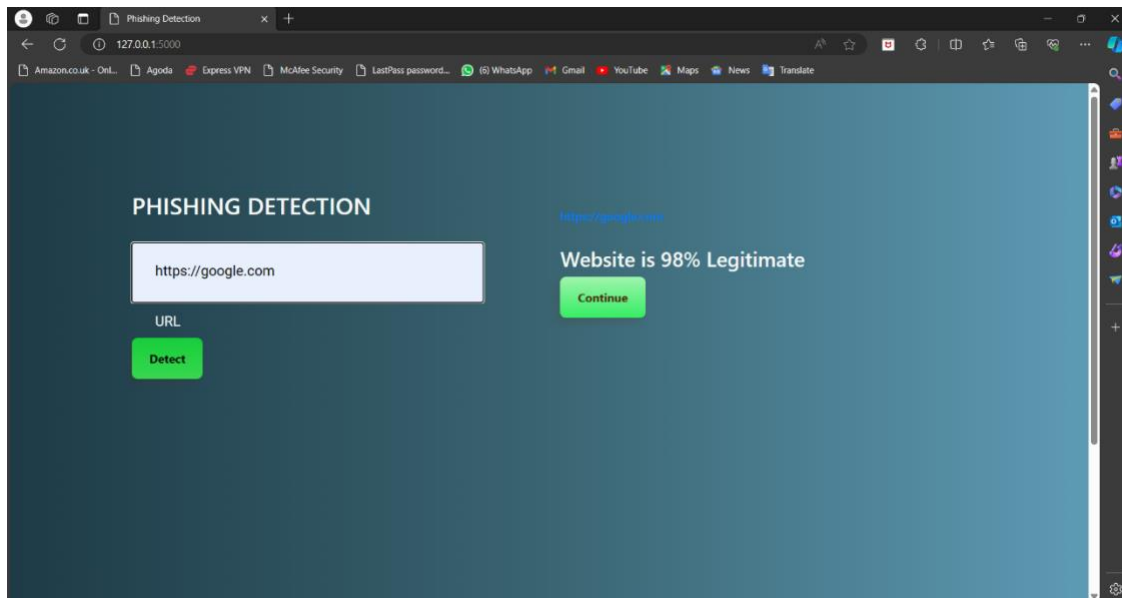 Phishing Detection
127.0.0.1:5000
Amazon.co.uk - Onl... Agoda Express VPN McAfee Security LastPass password... (6) WhatsApp Gmail YouTube Maps News Translate
PHISHING DETECTION
https://google.com
URL
Detect
Website is 98% Legitimate
Continue